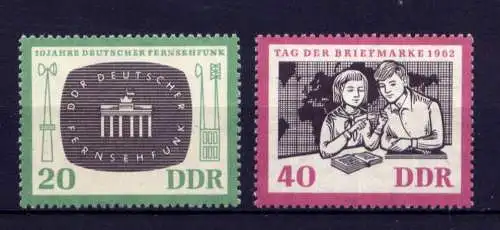 10 JAHRE DEUTSCHER FERNSEHFUNK
DDR DEUTSCHER
FERNSEHFUNK
20 DDR
TAG DER BRIEFMARKE 1962
40 DDR